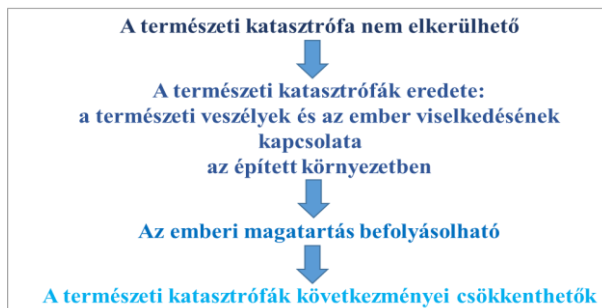 A természeti katasztrófa nem elkerülhető
A természeti katasztrófák eredete:
a természeti veszélyek és az ember viselkedésének
kapcsolata
az épített környezetben
Az emberi magatartás befolyásolható
A természeti katasztrófák következményei csökkenthetők